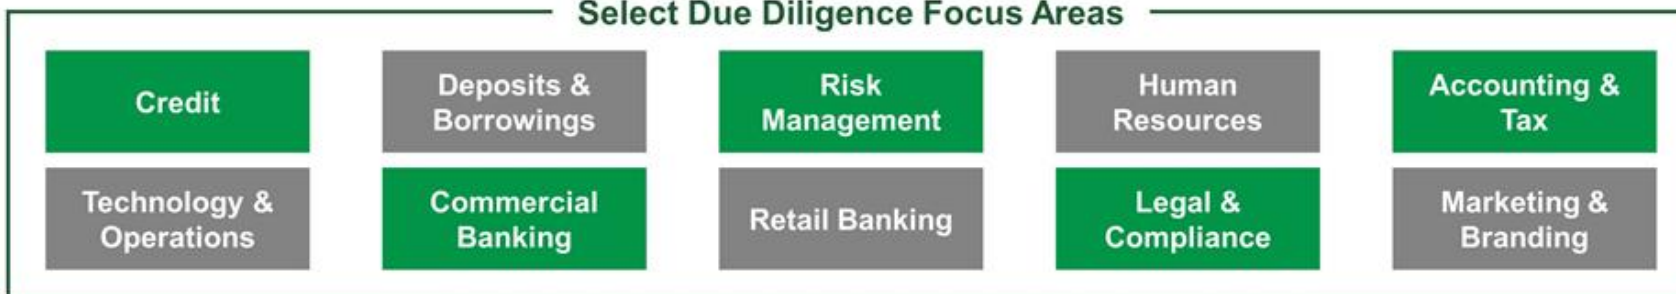 Select Due Diligence Focus Areas
Credit
Deposits &
Borrowings
Risk
Management
Human
Resources
Accounting &
Tax
Technology &
Operations
Commercial
Banking
Retail Banking
Legal &
Compliance
Marketing &
Branding